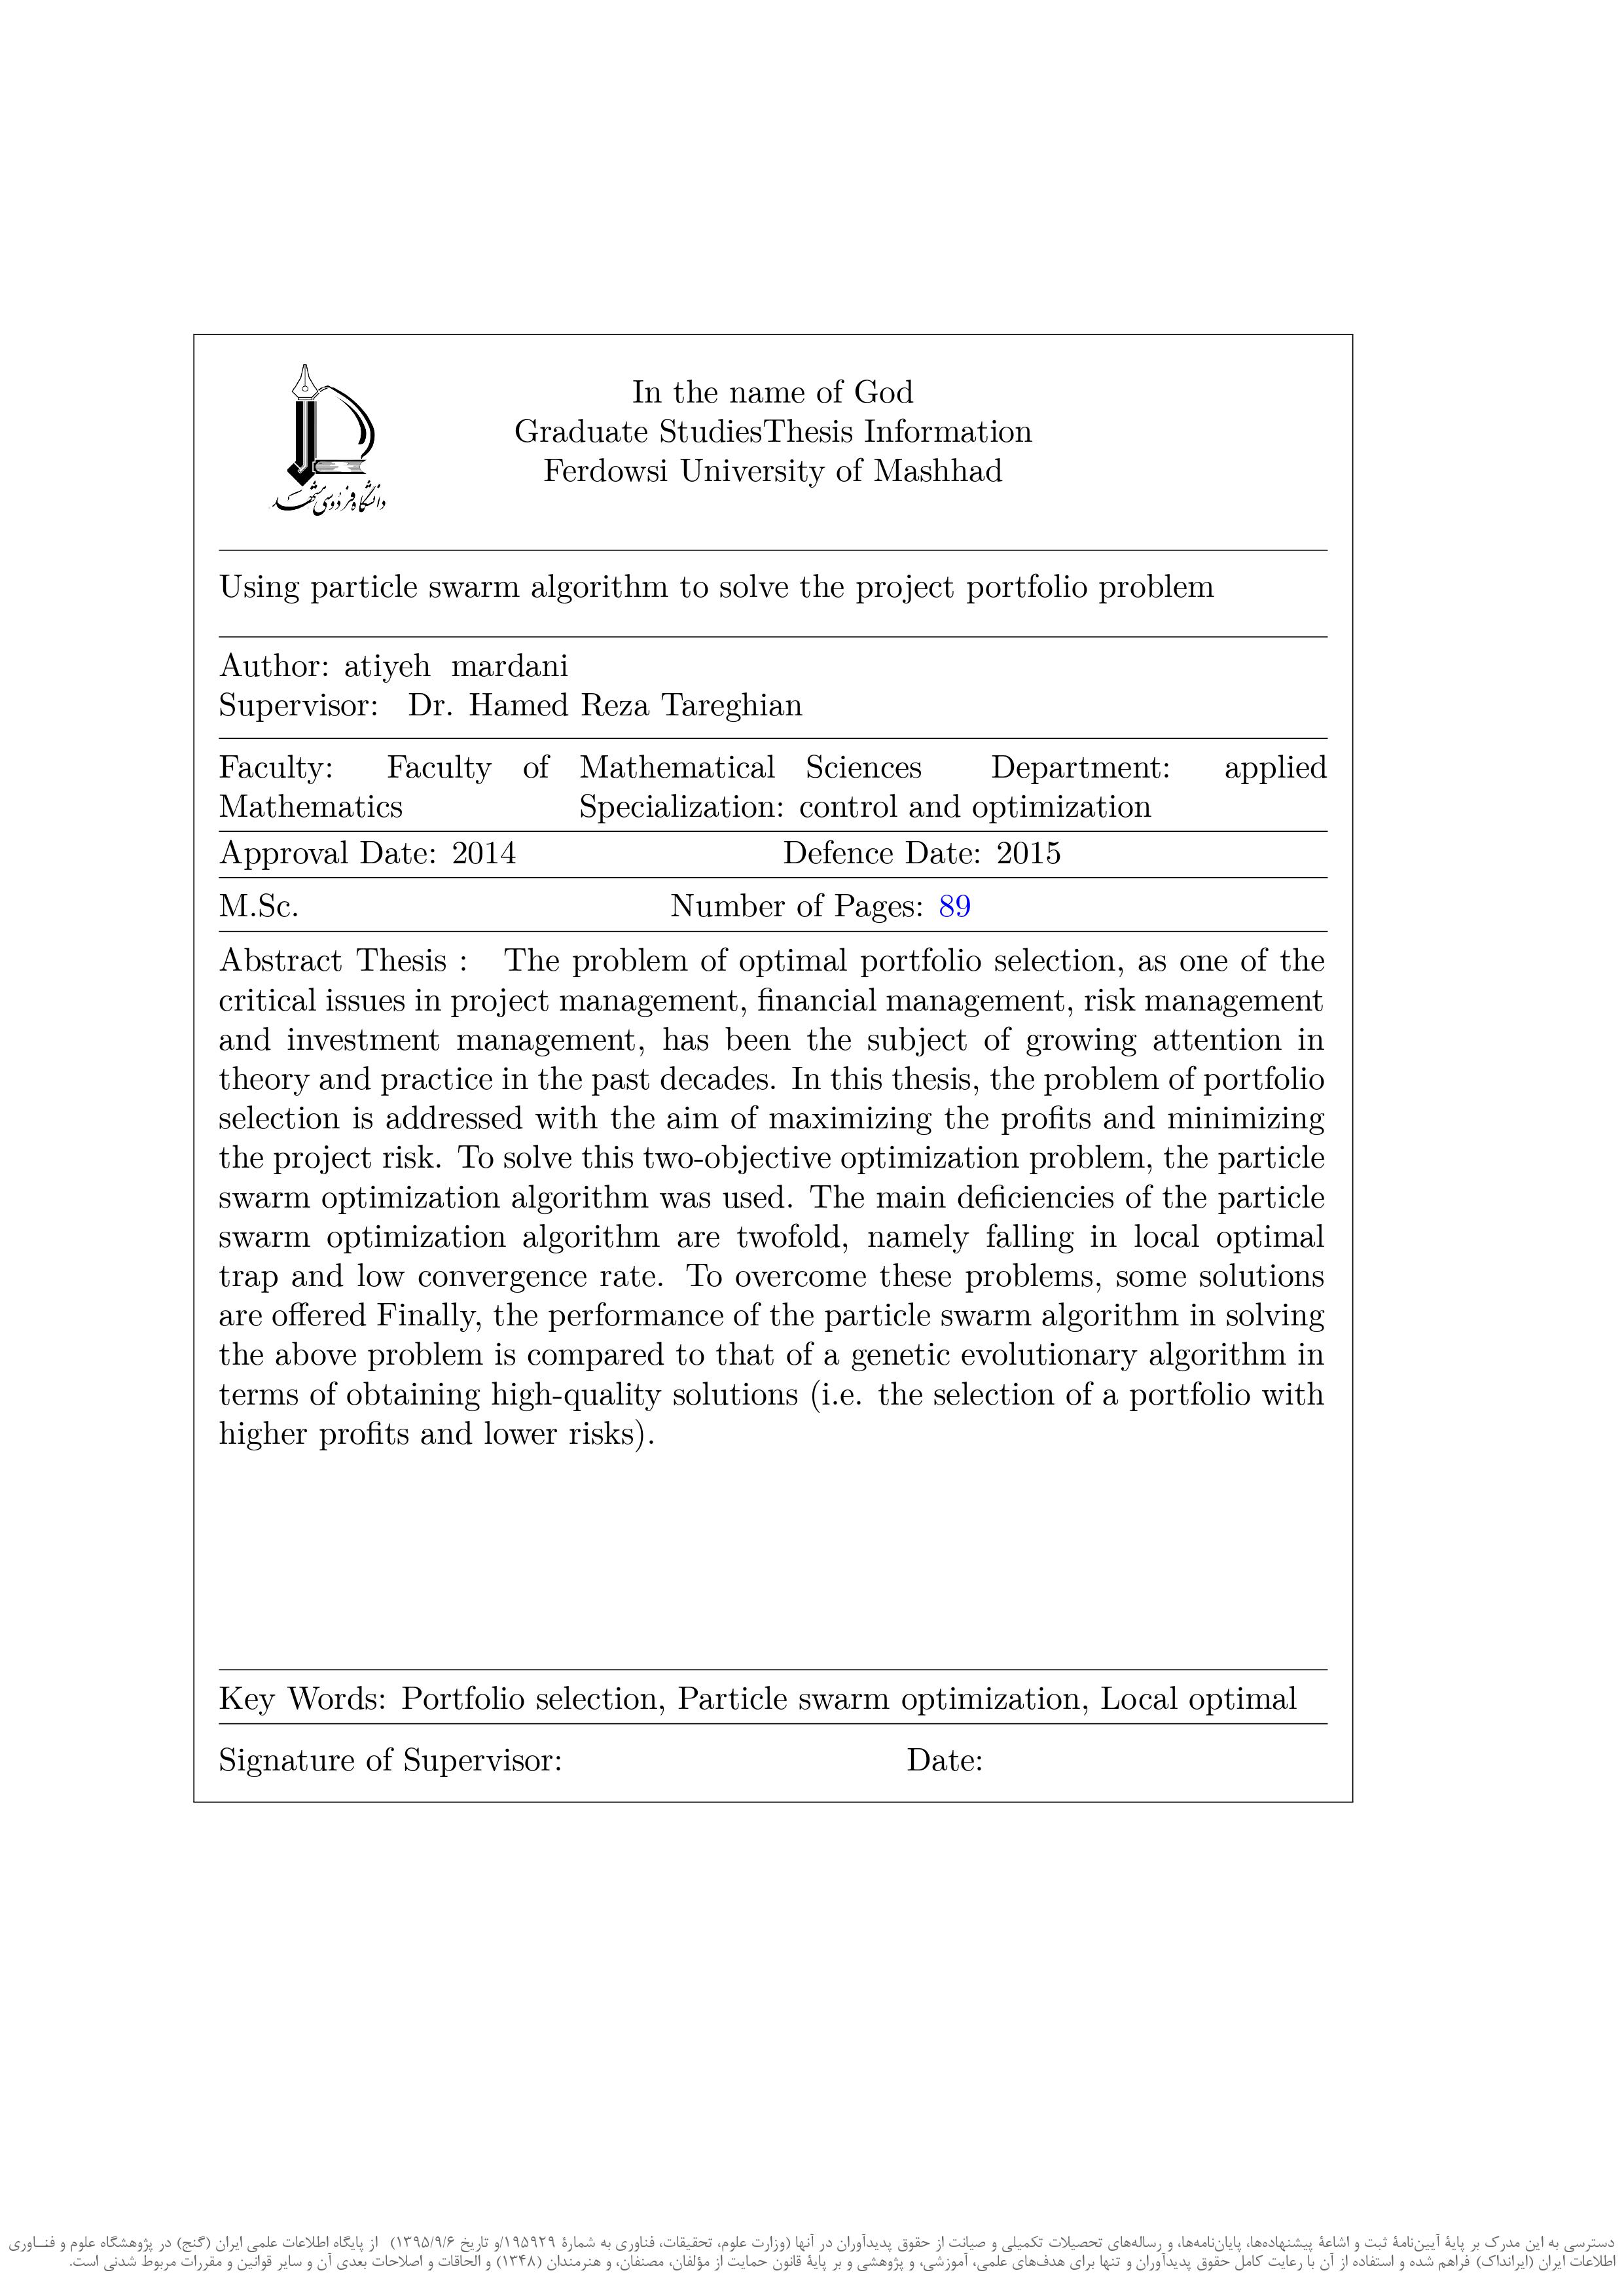 دانشگاه فردوسی مشهد
In the name of God
Graduate StudiesThesis Information
Ferdowsi University of Mashhad
Using particle swarm algorithm to solve the project portfolio problem
Author: atiyeh mardani
Supervisor: Dr. Hamed Reza Tareghian
Faculty: Faculty of Mathematical Sciences Department: applied
Mathematics Specialization: control and optimization
Approval Date: 2014 Defence Date: 2015
M.Sc. Number of Pages: 89
Abstract Thesis : The problem of optimal portfolio selection, as one of the
critical issues in project management, financial management, risk management
and investment management, has been the subject of growing attention in
theory and practice in the past decades. In this thesis, the problem of portfolio
selection is addressed with the aim of maximizing the profits and minimizing
the project risk. To solve this two-objective optimization problem, the particle
swarm optimization algorithm was used. The main deficiencies of the particle
swarm optimization algorithm are twofold, namely falling in local optimal
trap and low convergence rate. To overcome these problems, some solutions
are offered Finally, the performance of the particle swarm algorithm in solving
the above problem is compared to that of a genetic evolutionary algorithm in
terms of obtaining high-quality solutions (i.e. the selection of a portfolio with
higher profits and lower risks).
Key Words: Portfolio selection, Particle swarm optimization, Local optimal
Signature of Supervisor: Date:
دسترسی به این مدرک بر پایهٔ آیین‌نامهٔ ثبت و اشاعهٔ پیشنهاده‌ها، پایان‌نامه‌ها، و رساله‌های تحصیلات تکمیلی و صیانت از حقوق پدیدآوران در آنها (وزارت علوم، تحقیقات، فناوری به شمارهٔ ۱۹۵۹۲۹/و تاریخ ۱۳۹۵/۹/۶) از پایگاه اطلاعات علمی ایران (گنج) در پژوهشگاه علوم و فنـــاوری
اطلاعات ایران (ایرانداک) فراهم شده و استفاده از آن با رعایت کامل حقوق پدیدآوران و تنها برای هدف‌های علمی، آموزشی، و پژوهشی و بر پایهٔ قانون حمایت از مؤلفان، مصنفان، و هنرمندان (۱۳۴۸) و الحاقات و اصلاحات بعدی آن و سایر قوانین و مقررات مربوط شدنی است.